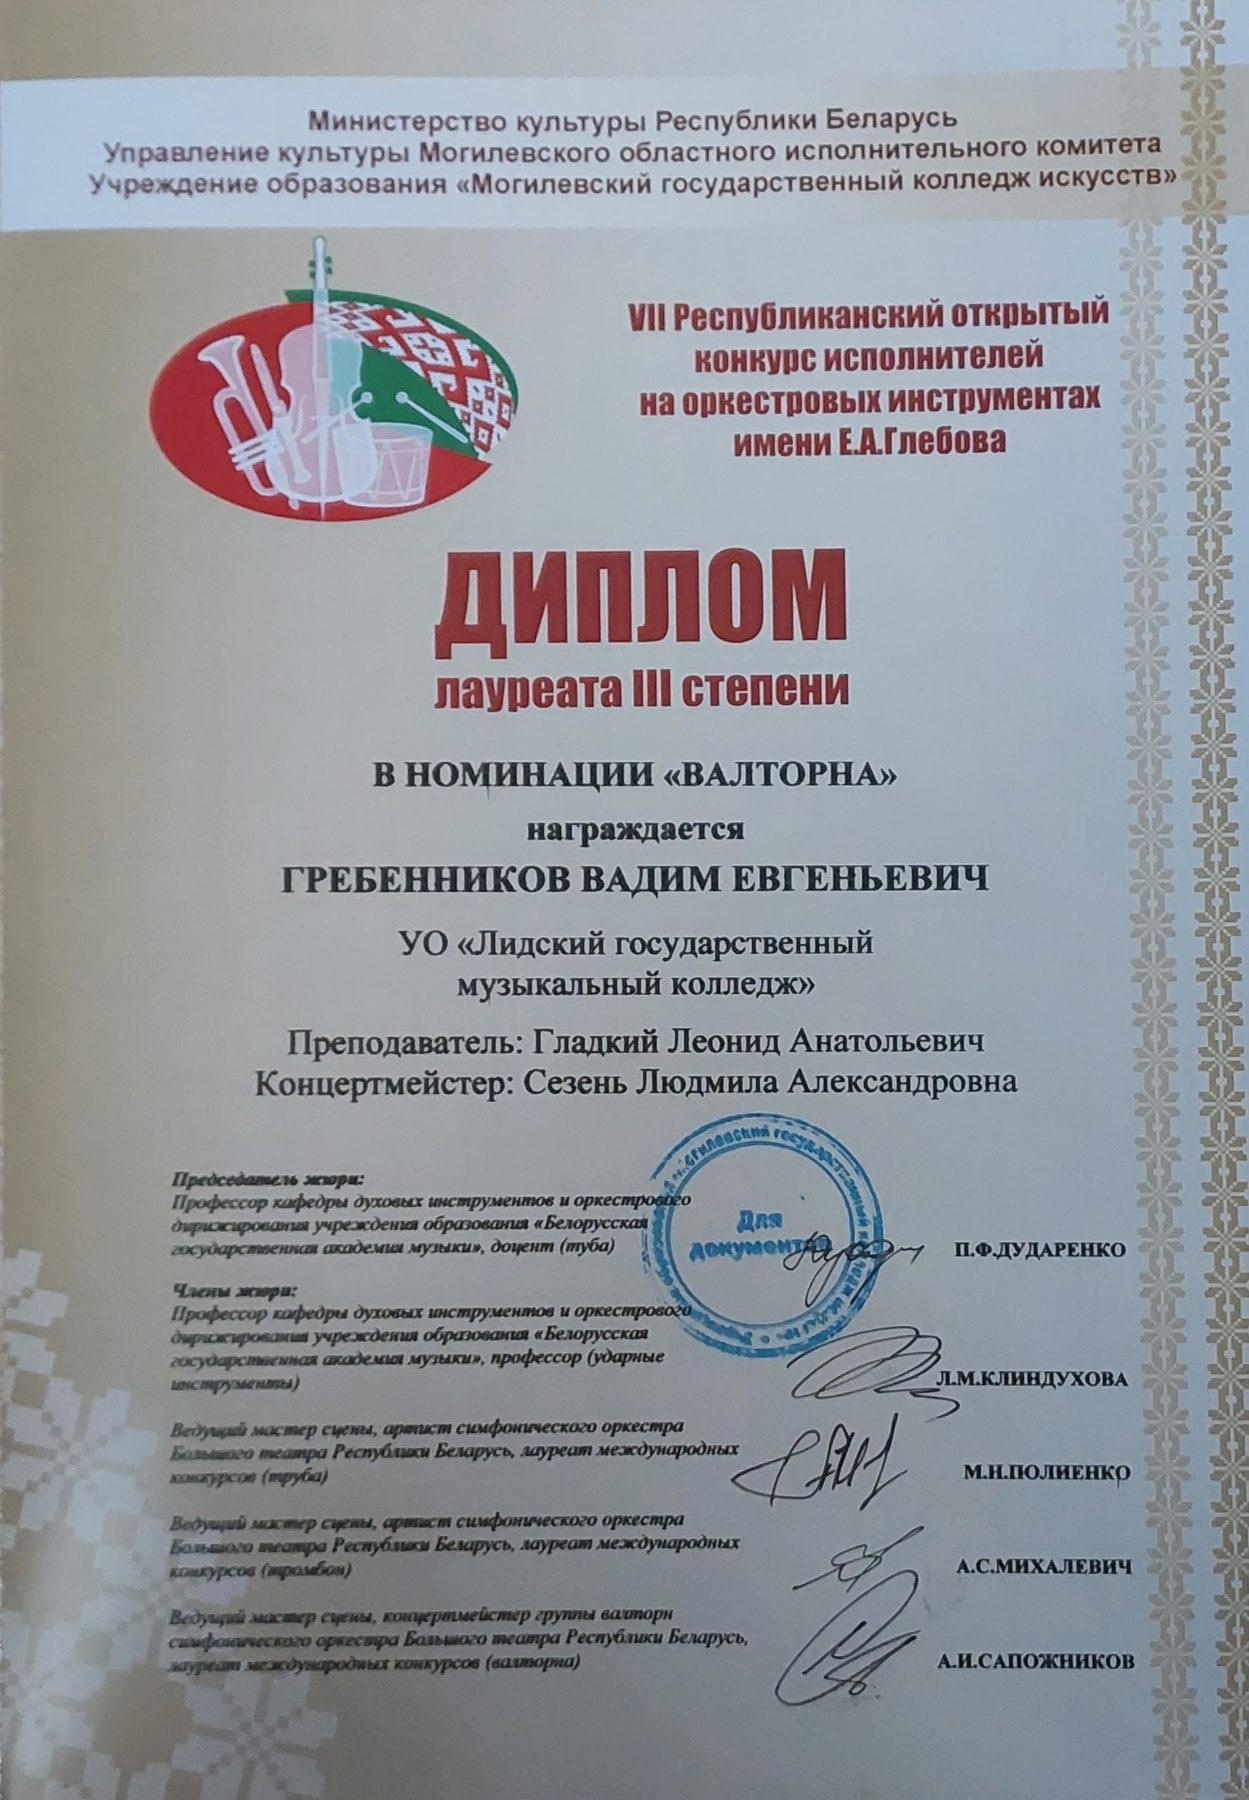 Министерство культуры Республики Беларусь
Управление культуры Могилевского областного исполнительного комитета
Учреждение образования «Могилевский государственный колледж искусств»
VII Республиканский открытый
конкурс исполнителей
на оркестровых инструментах
имени Е.А.Глебова
ДИПЛОМ
лауреата III степени
В НОМИНАЦИИ «ВАЛТОРНА»
награждается
ГРЕБЕННИКОВ ВАДИМ ЕВГЕНЬЕВИЧ
УО «Лидский государственный
музыкальный колледж»
Преподаватель: Гладкий Леонид Анатольевич
Концертмейстер: Сезень Людмила Александровна
Председатель жюри:
Профессор кафедры духовых инструментов и оркестрового
дирижирования учреждения образования «Белорусская
государственная академия музыки», доцент (туба)
П.Ф.ДУДАРЕНКО
Для
документов
Могилевский государственный колледж
Члены жюри:
Профессор кафедры духовых инструментов и оркестрового
дирижирования учреждения образования «Белорусская
государственная академия музыки», профессор (ударные
инструменты)
Л.М.КЛИНДУХОВА
Ведущий мастер сцены, артист симфонического оркестра
Большого театра Республики Беларусь, лауреат международных
конкурсов (труба)
М.Н.ПОЛИЕНКО
Ведущий мастер сцены, артист симфонического оркестра
Большого театра Республики Беларусь, лауреат международных
конкурсов (тромбон)
А.С.МИХАЛЕВИЧ
Ведущий мастер сцены, концертмейстер группы валторн
симфонического оркестра Большого театра Республики Беларусь,
лауреат международных конкурсов (валторна)
А.И.САПОЖНИКОВ